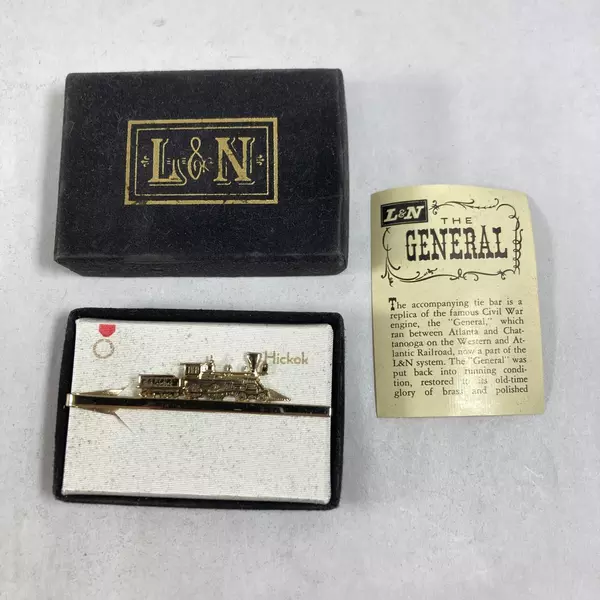 L&N
L&N
THE
GENERAL
The accompanying tie bar is a
replica of the famous Civil War
engine, the "General," which
ran between Atlanta and Chat-
tanooga on the Western and At-
lantic Railroad, now a part of the
L&N system. The "General" was
put back into running condi-
tion, restored to its old-time
glory of brass and polished
Hickok